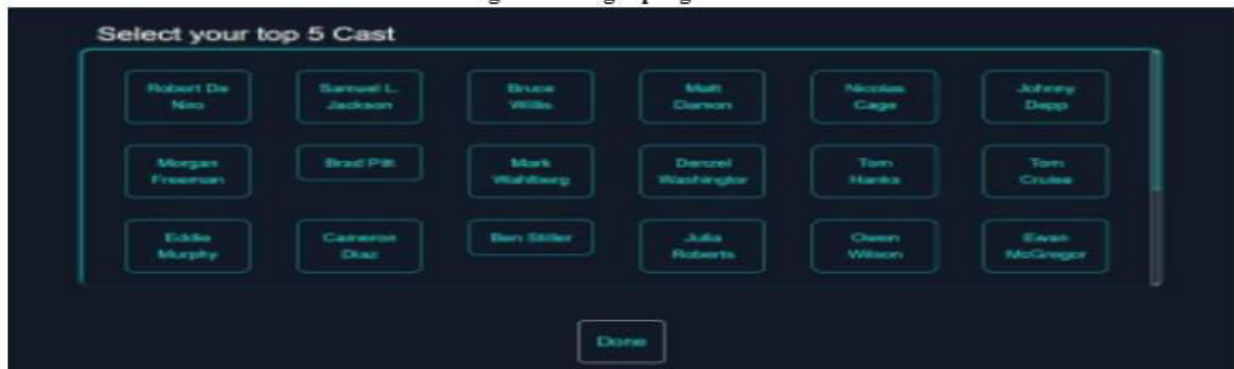 Select your top 5 Cast
Robert De
Niro
Samuel L.
Jackson
Bruce
Willis
Matt
Damon
Nicolas
Cage
Johnny
Depp
Morgan
Freeman
Brad Pitt
Mark
Wahlberg
Denzel
Washington
Tom
Hanks
Tom
Cruise
Eddie
Murphy
Cameron
Diaz
Ben Stiller
Julia
Roberts
Owen
Wilson
Ewan
McGregor
Done